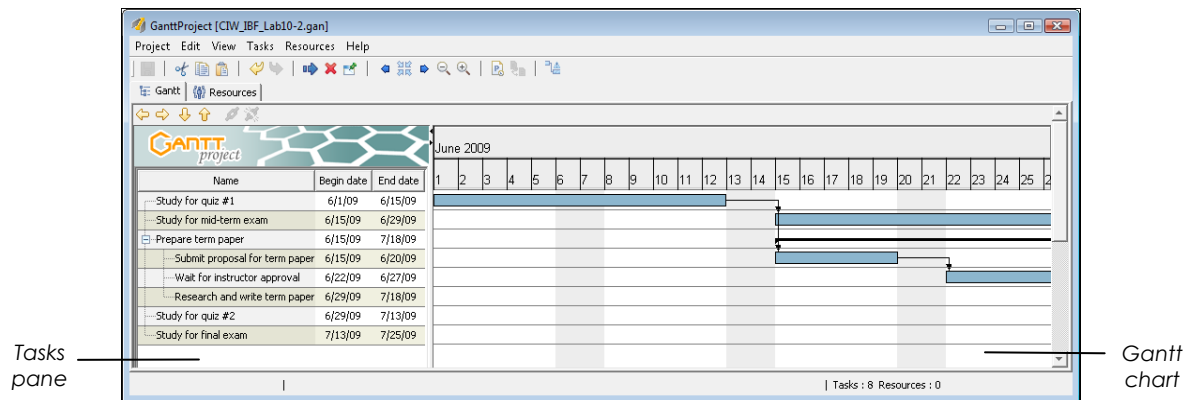 GanttProject [CIW_IBF_Lab10-2.gan]
Project Edit View Tasks Resources Help
Gantt Resources
GANTT project
June 2009
Name Begin date End date 1 2 3 4 5 6 7 8 9 10 11 12 13 14 15 16 17 18 19 20 21 22 23 24 25 2
Study for quiz #1 6/1/09 6/15/09
Study for mid-term exam 6/15/09 6/29/09
Prepare term paper 6/15/09 7/18/09
Submit proposal for term paper 6/15/09 6/20/09
Wait for instructor approval 6/22/09 6/27/09
Research and write term paper 6/29/09 7/18/09
Study for quiz #2 6/29/09 7/13/09
Study for final exam 7/13/09 7/25/09
Tasks pane
Gantt chart
Tasks : 8 Resources : 0